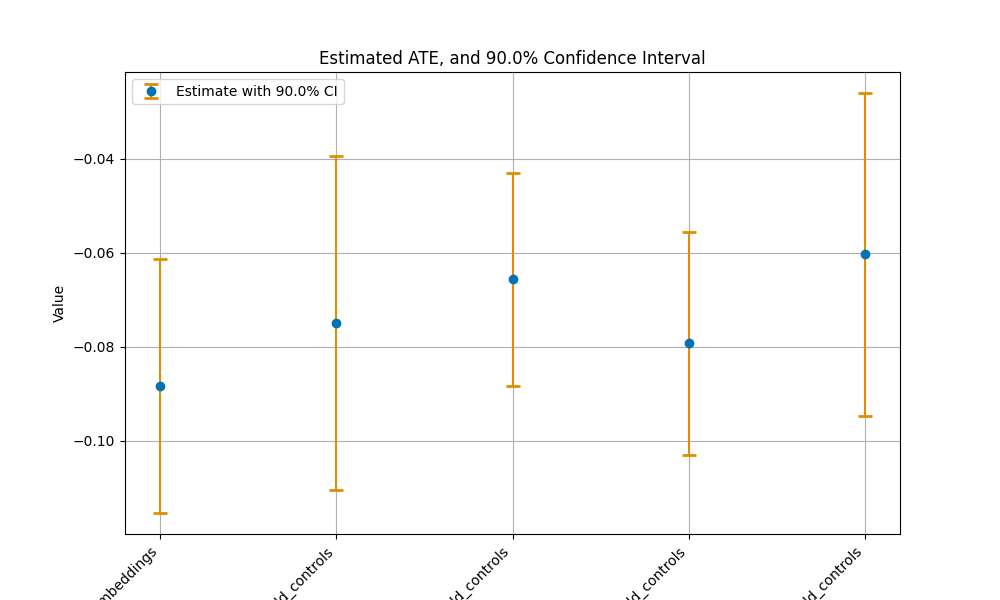 Estimated ATE, and 90.0% Confidence Interval
Estimate with 90.0% CI
−0.04
−0.06
−0.08
−0.10
Value
mbeddings
ld_controls
ld_controls
ld_controls
ld_controls